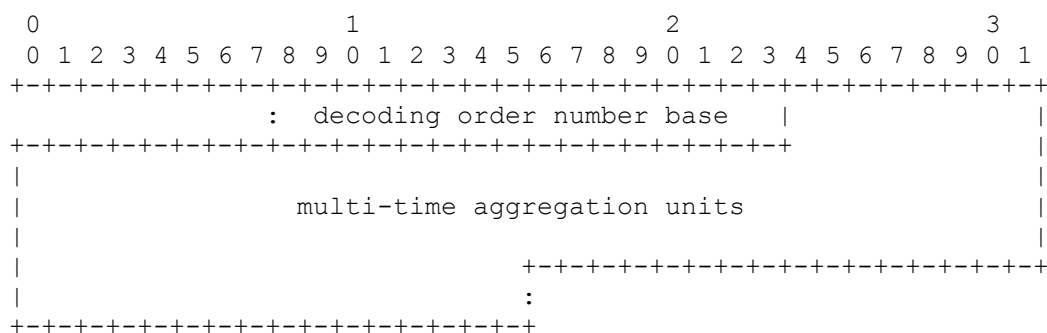 0                   1                   2                   3
 0 1 2 3 4 5 6 7 8 9 0 1 2 3 4 5 6 7 8 9 0 1 2 3 4 5 6 7 8 9 0 1
+-+-+-+-+-+-+-+-+-+-+-+-+-+-+-+-+-+-+-+-+-+-+-+-+-+-+-+-+-+-+-+-+
                :  decoding order number base   |               |
+-+-+-+-+-+-+-+-+-+-+-+-+-+-+-+-+-+-+-+-+-+-+-+-+               |
|                                                               |
|                 multi-time aggregation units                  |
|                                                               |
|                               +-+-+-+-+-+-+-+-+-+-+-+-+-+-+-+-+
|                               :
+-+-+-+-+-+-+-+-+-+-+-+-+-+-+-+-+